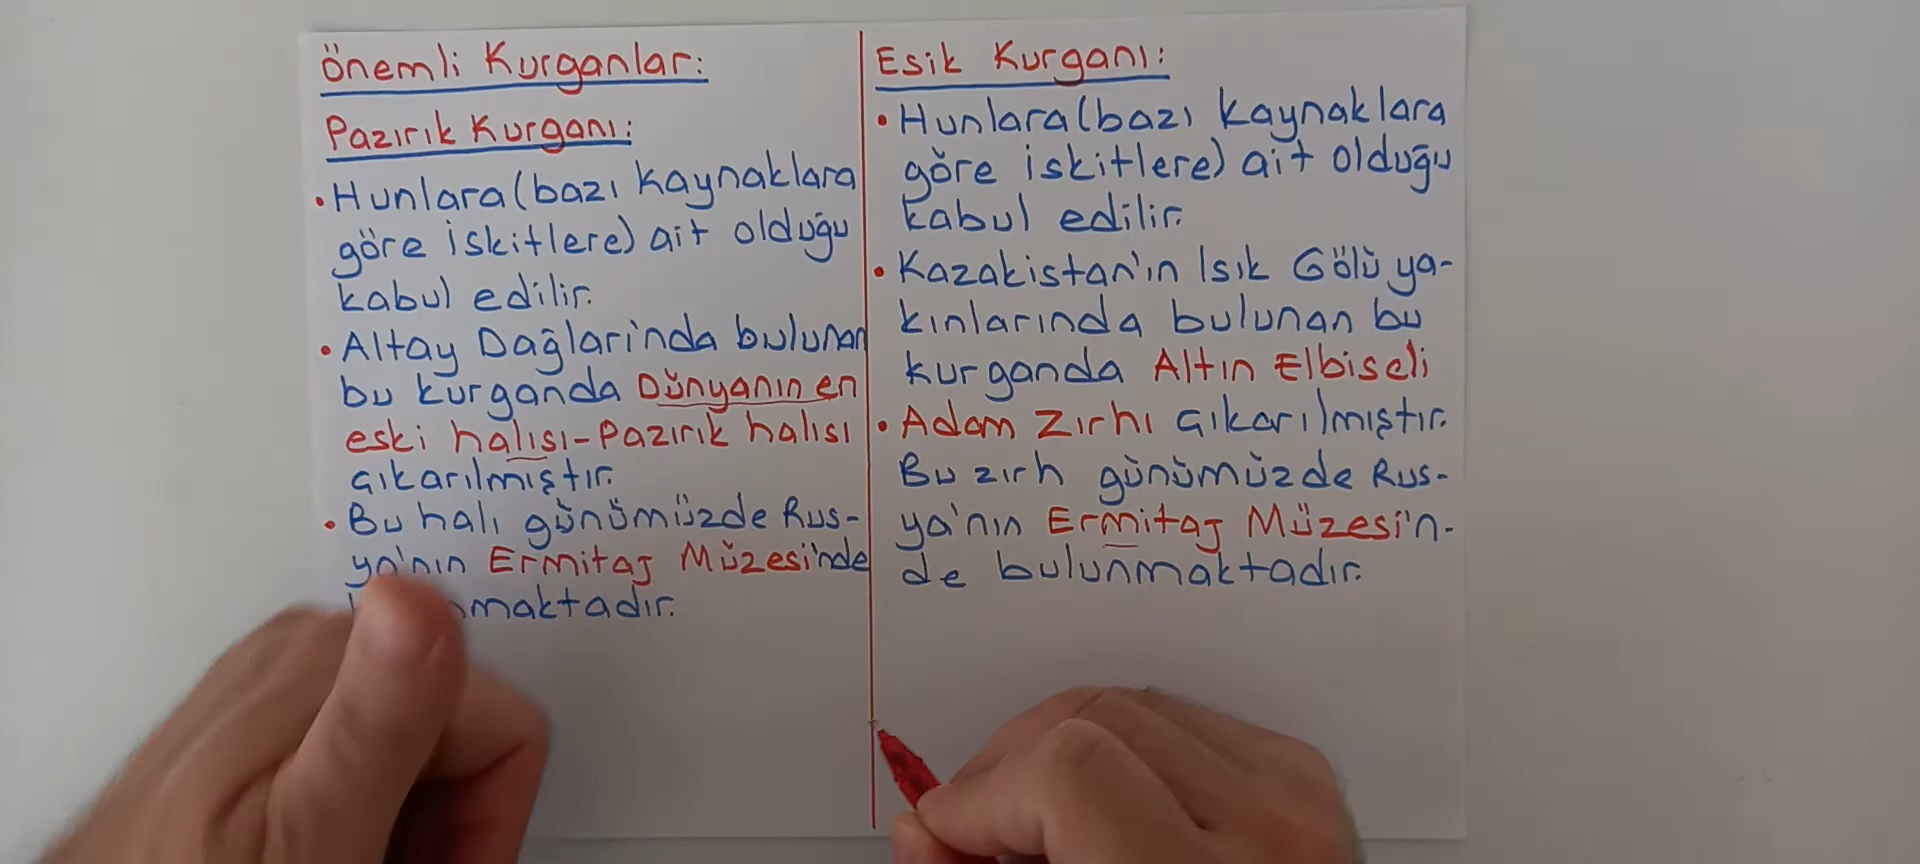 Önemli Kurganlar:
Pazırık Kurganı:
• Hunlara (bazı kaynaklara
göre İskitlere) ait olduğu
kabul edilir.
• Altay Dağları'nda bulunan
bu kurganda Dünyanın en
eski halısı-Pazırık halısı
çıkarılmıştır.
• Bu halı günümüzde Rus-
ya'nın Ermitaj Müzesi'nde
maktadır.
Esik Kurganı:
• Hunlara (bazı kaynaklara
göre İskitlere) ait olduğu
kabul edilir.
• Kazakistan'ın Isık Gölü ya-
kınlarında bulunan bu
kurganda Altın Elbiseli
• Adam Zırhı çıkarılmıştır.
Bu zırh günümüzde Rus-
ya'nın Ermitaj Müzesi'n-
de bulunmaktadır.